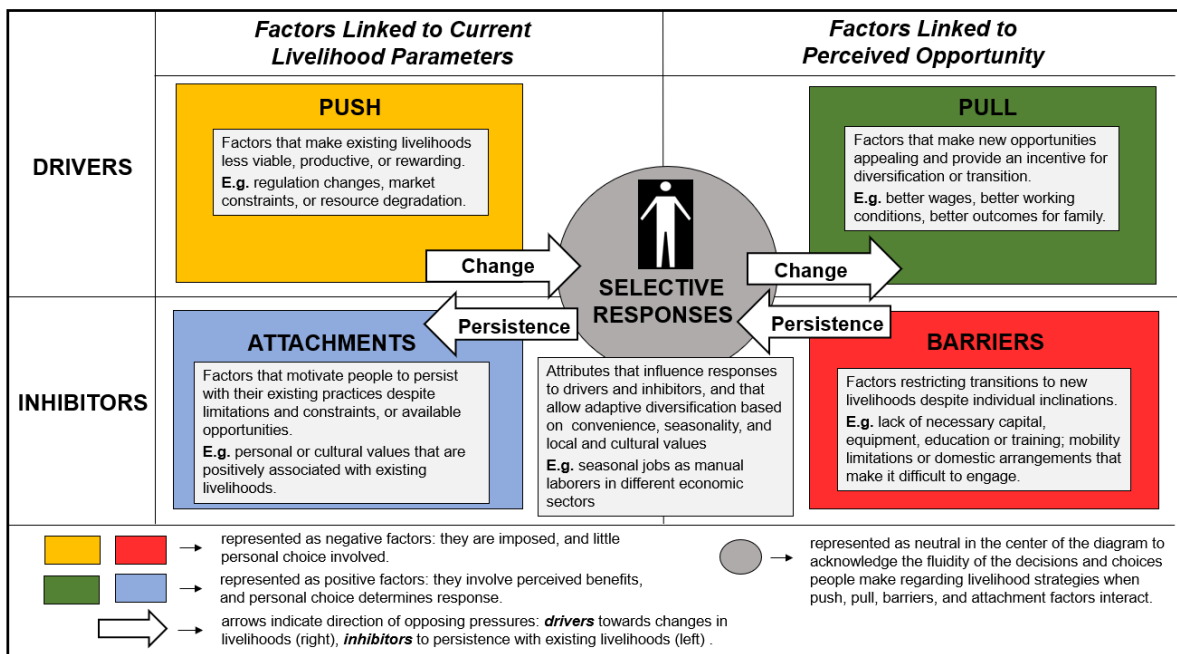 Factors Linked to Current
Livelihood Parameters
Factors Linked to
Perceived Opportunity
DRIVERS
PUSH
Factors that make existing livelihoods
less viable, productive, or rewarding.
E.g. regulation changes, market
constraints, or resource degradation.
PULL
Factors that make new opportunities
appealing and provide an incentive for
diversification or transition.
E.g. better wages, better working
conditions, better outcomes for family.
Change
SELECTIVE
RESPONSES
Change
INHIBITORS
Persistence
ATTACHMENTS
Factors that motivate people to persist
with their existing practices despite
limitations and constraints, or available
opportunities.
E.g. personal or cultural values that are
positively associated with existing
livelihoods.
Attributes that influence responses
to drivers and inhibitors, and that
allow adaptive diversification based
on convenience, seasonality, and
local and cultural values
E.g. seasonal jobs as manual
laborers in different economic
sectors
Persistence
BARRIERS
Factors restricting transitions to new
livelihoods despite individual inclinations.
E.g. lack of necessary capital,
equipment, education or training; mobility
limitations or domestic arrangements that
make it difficult to engage.
represented as negative factors: they are imposed, and little
personal choice involved.
represented as positive factors: they involve perceived benefits,
and personal choice determines response.
arrows indicate direction of opposing pressures: drivers towards changes in
livelihoods (right), inhibitors to persistence with existing livelihoods (left) .
represented as neutral in the center of the diagram to
acknowledge the fluidity of the decisions and choices
people make regarding livelihood strategies when
push, pull, barriers, and attachment factors interact.